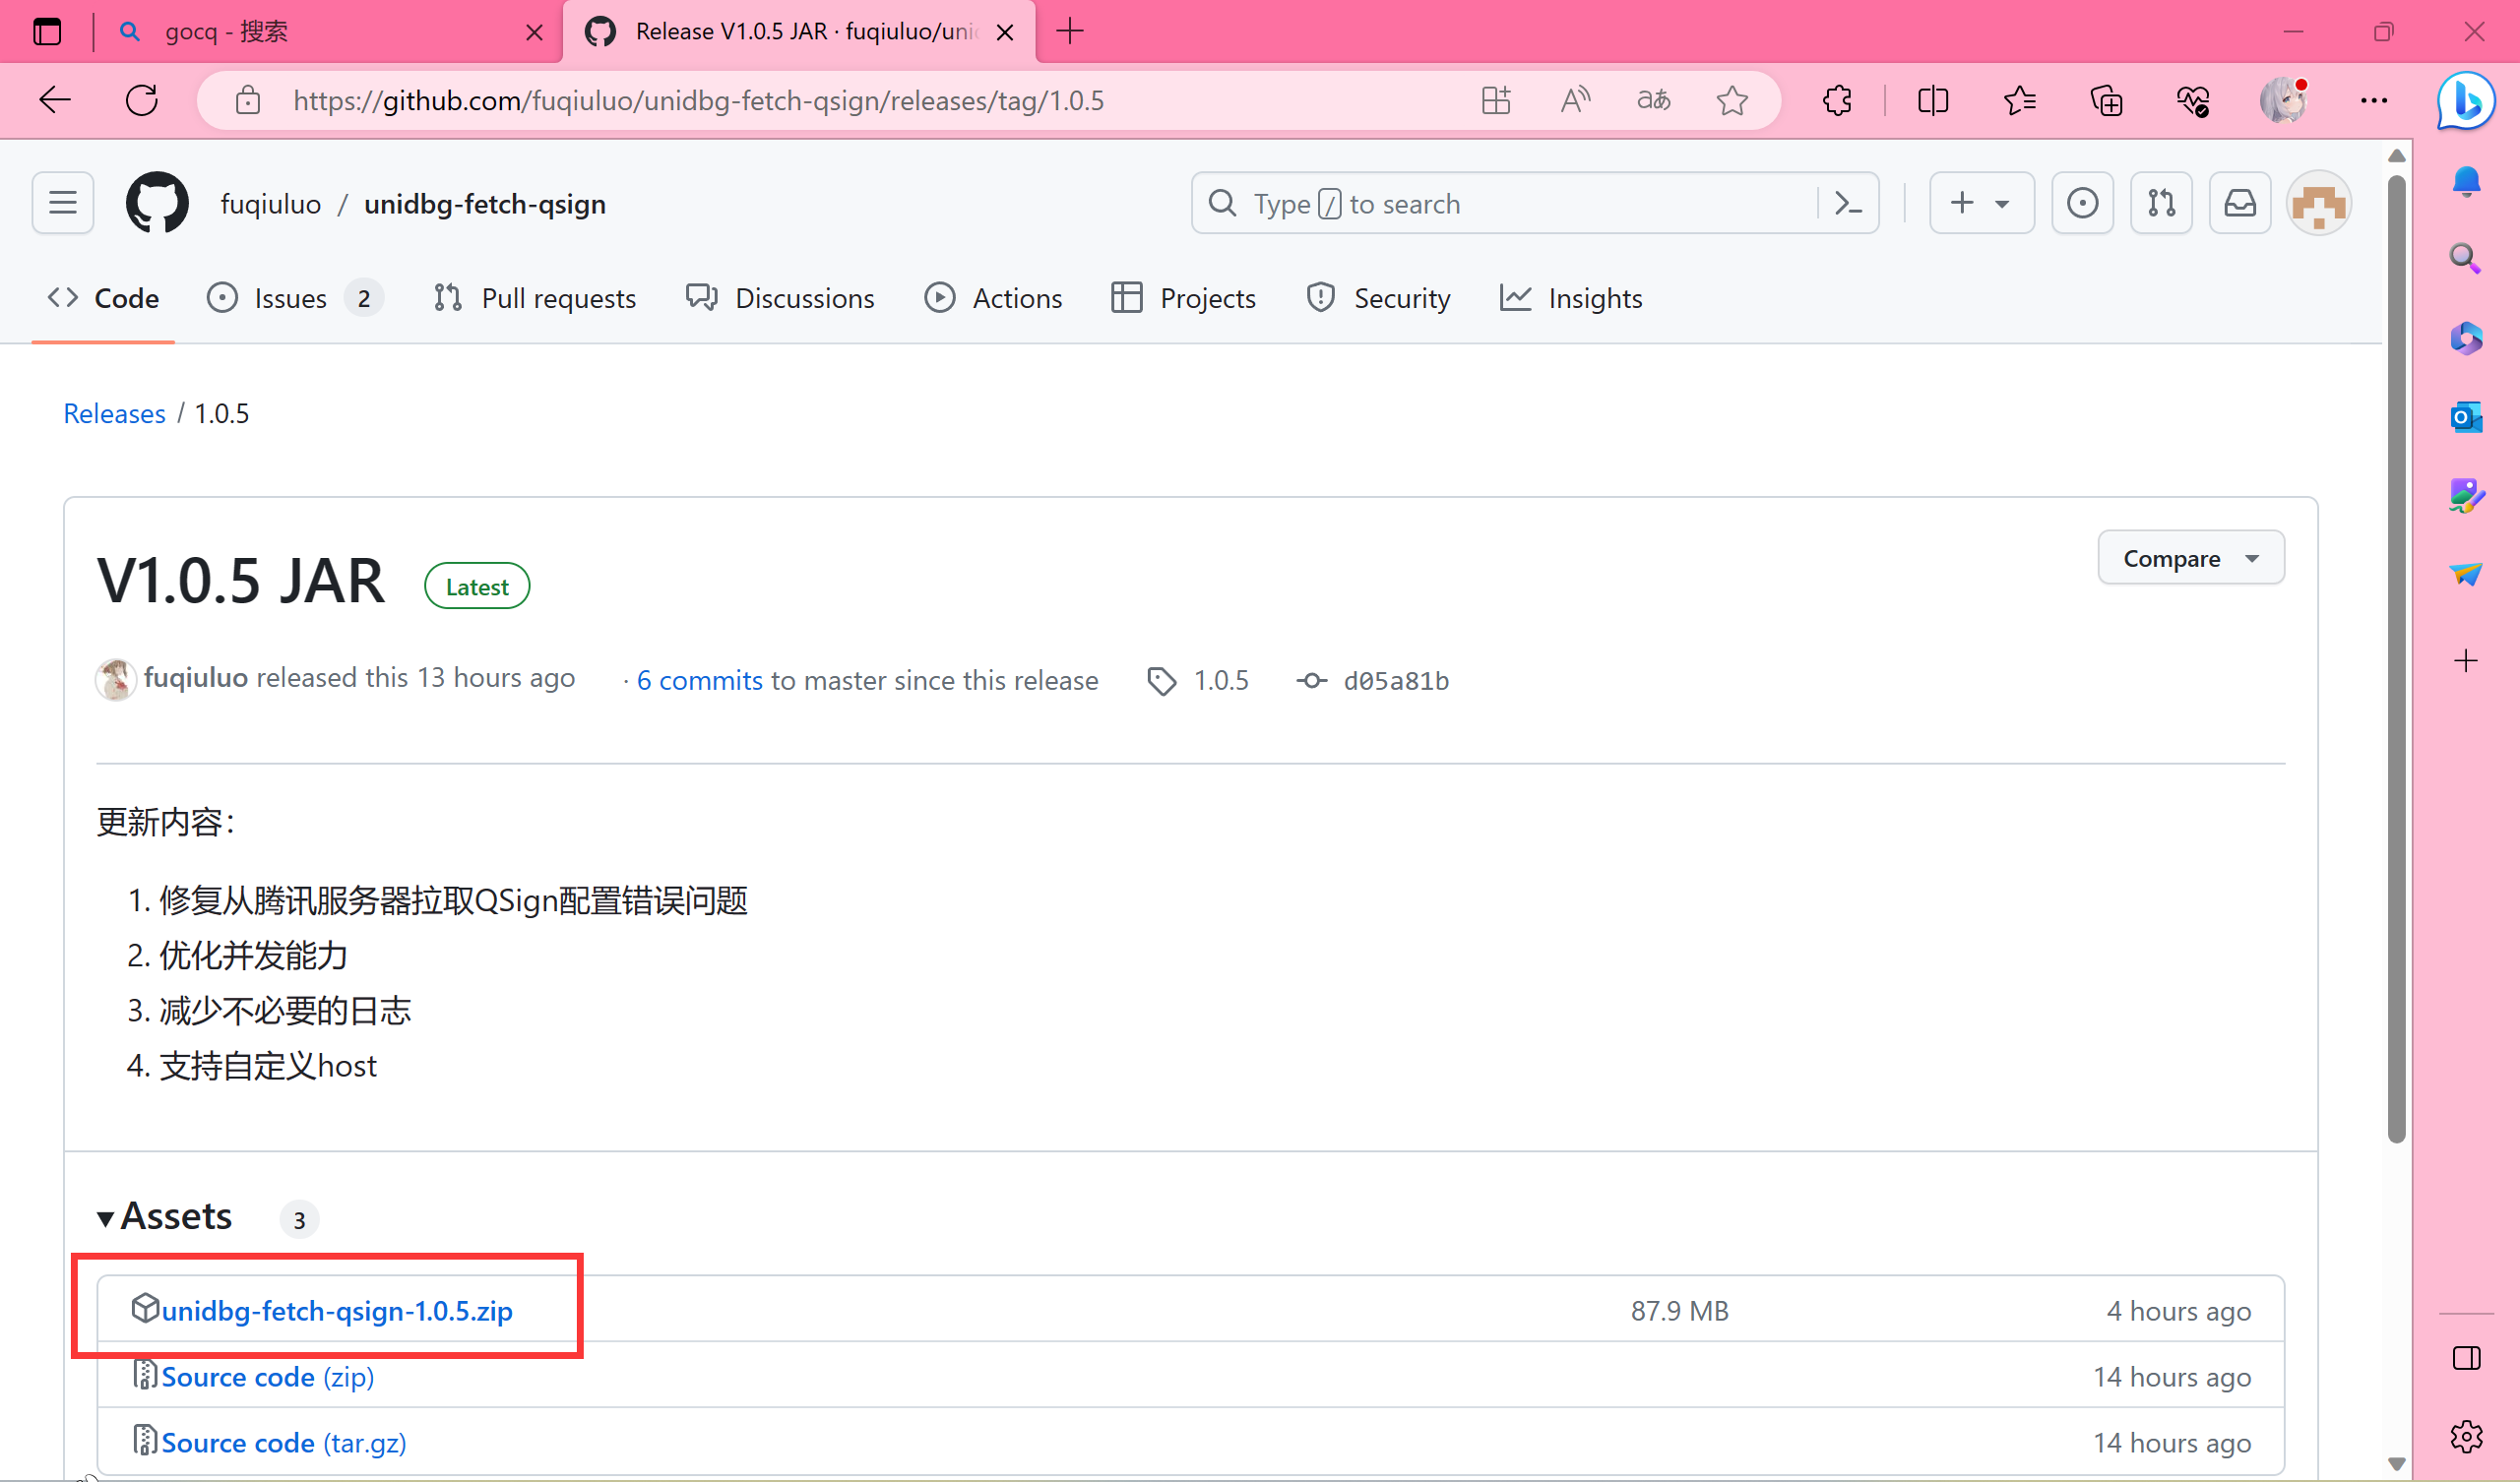 gocq - 搜索
Release V1.0.5 JAR · fuqiuluo/uni
https://github.com/fuqiuluo/unidbg-fetch-qsign/releases/tag/1.0.5
fuqiuluo / unidbg-fetch-qsign
Type / to search
Code Issues 2 Pull requests Discussions Actions Projects Security Insights
Releases / 1.0.5
V1.0.5 JAR Latest
Compare
fuqiuluo released this 13 hours ago · 6 commits to master since this release 1.0.5 d05a81b
更新内容：
1. 修复从腾讯服务器拉取QSign配置错误问题
2. 优化并发能力
3. 减少不必要的日志
4. 支持自定义host
Assets 3
unidbg-fetch-qsign-1.0.5.zip 87.9 MB 4 hours ago
Source code (zip) 14 hours ago
Source code (tar.gz) 14 hours ago